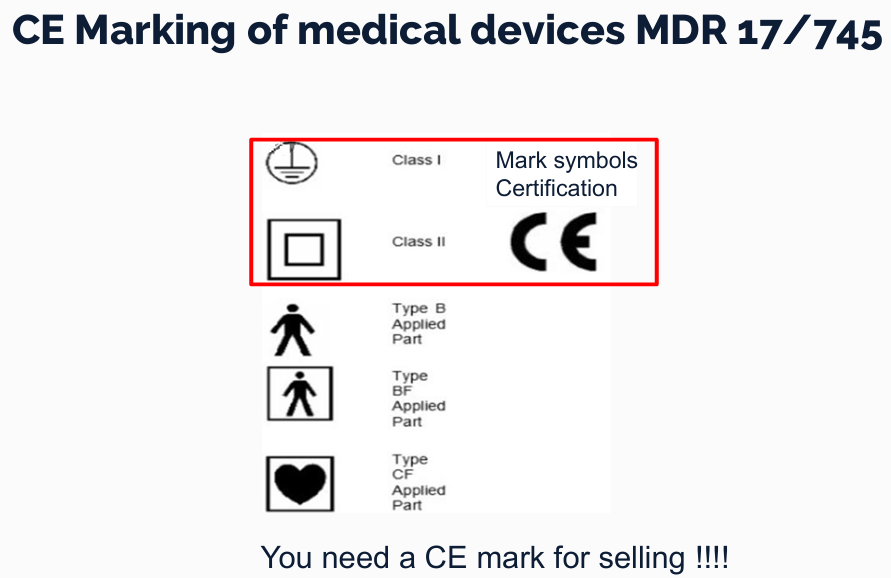 CE Marking of medical devices MDR 17/745
Class I
Mark symbols
Certification
Class II
CE
Type B
Applied
Part
Type
BF
Applied
Part
Type
CF
Applied
Part
You need a CE mark for selling !!!!